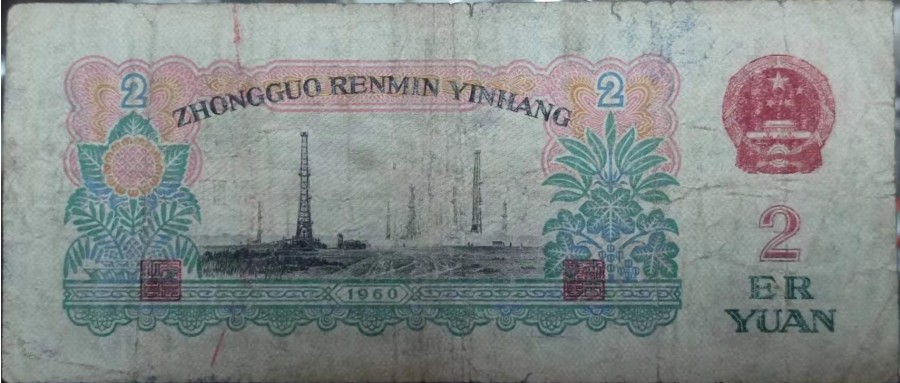 2
2
ZHONGGUO RENMIN YINHANG
1960
2
ER
YUAN